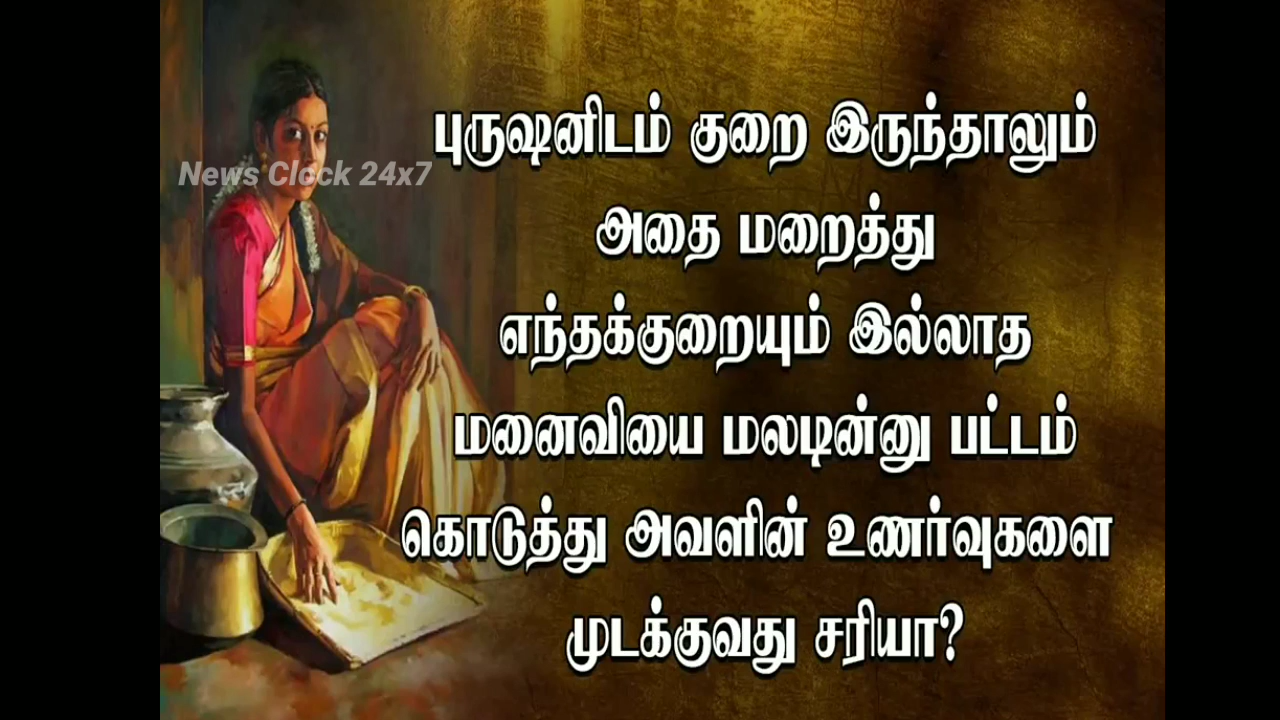 புருஷனிடம் குறை இருந்தாலும்
News Clock 24x7
அதை மறைத்து
எந்தக்குறையும் இல்லாத
மனைவியை மலடின்னு பட்டம்
கொடுத்து அவளின் உணர்வுகளை
முடக்குவது சரியா?